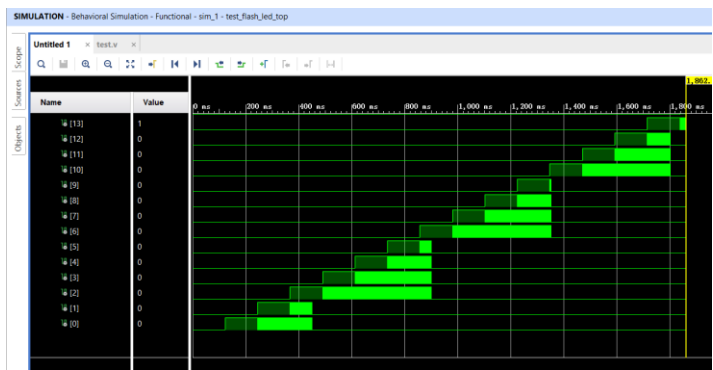 SIMULATION - Behavioral Simulation - Functional - sim_1 - test_flash_led_top
Untitled 1 × test.v ×
Scope
Sources
Objects
1,862.
Name Value
0 ms 200 ms 400 ms 600 ms 800 ms 1,000 ms 1,200 ms 1,400 ms 1,600 ms 1,800 ms
[13] 1
[12] 0
[11] 0
[10] 0
[9] 0
[8] 0
[7] 0
[6] 0
[5] 0
[4] 0
[3] 0
[2] 0
[1] 0
[0] 0